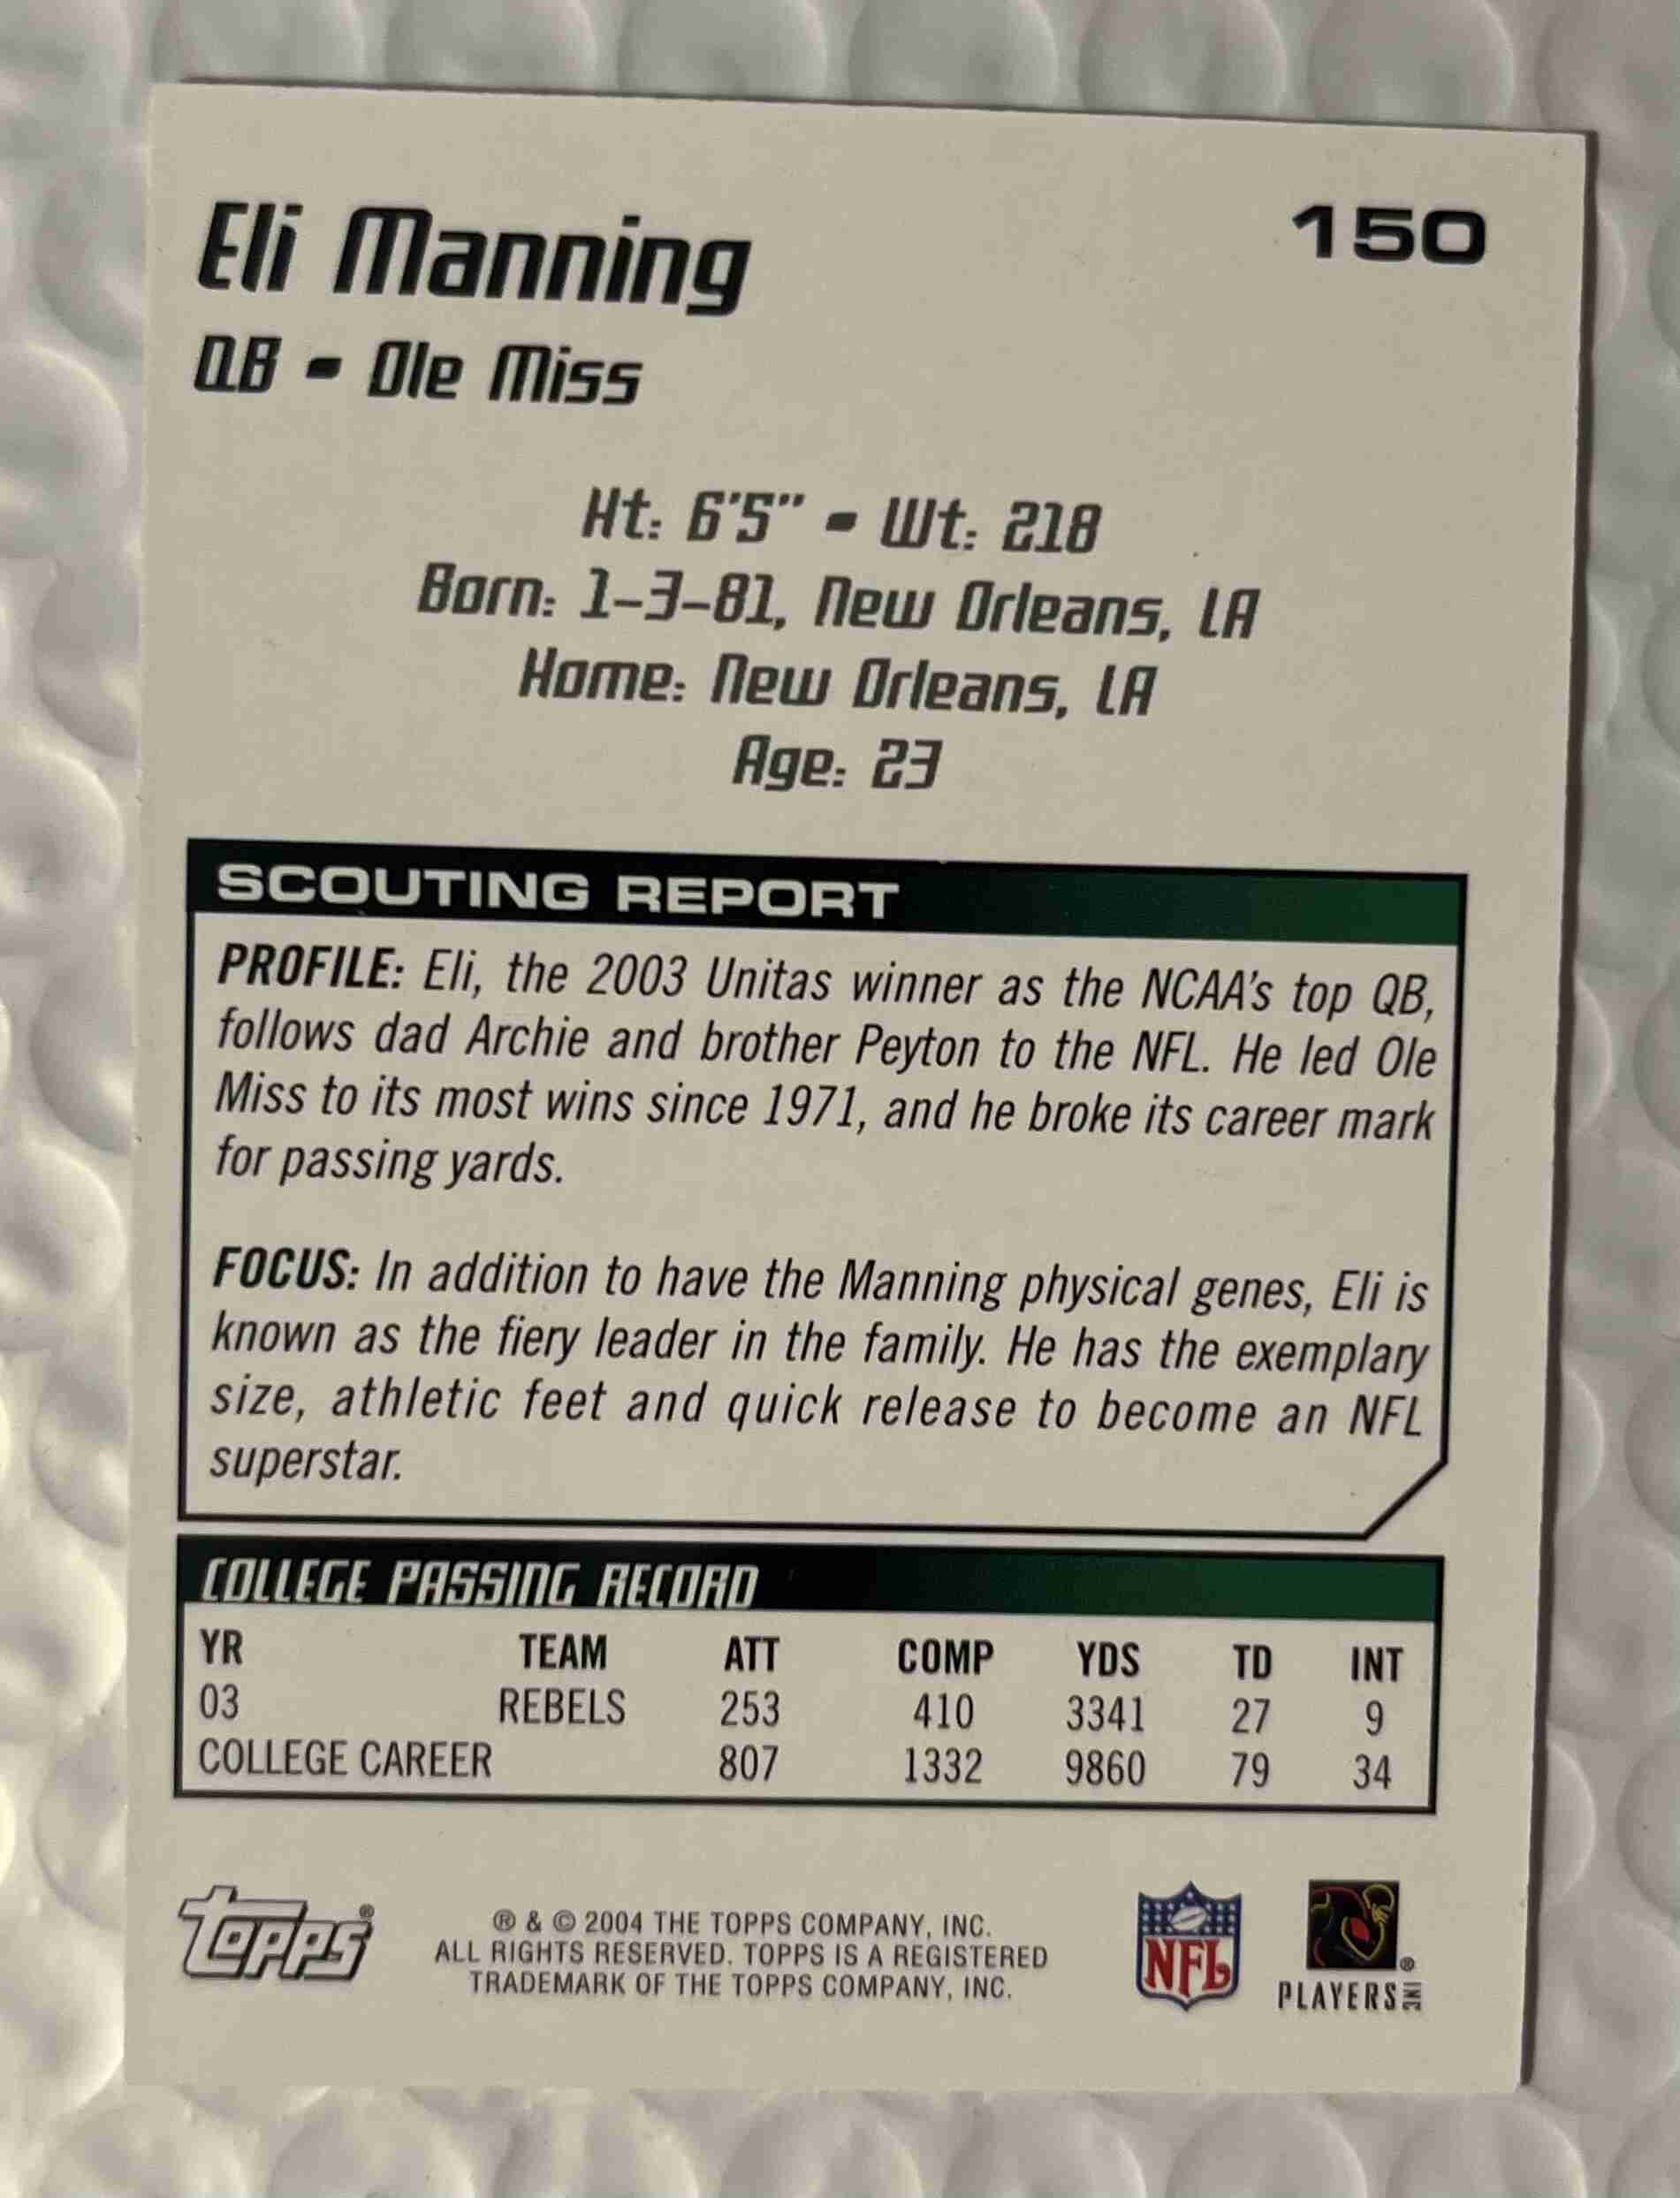 Eli Manning
150
QB - Ole Miss
Ht: 6'5" - Wt: 218
Born: 1-3-81, New Orleans, LA
Home: New Orleans, LA
Age: 23
SCOUTING REPORT
PROFILE: Eli, the 2003 Unitas winner as the NCAA's top QB,
follows dad Archie and brother Peyton to the NFL. He led Ole
Miss to its most wins since 1971, and he broke its career mark
for passing yards.
FOCUS: In addition to have the Manning physical genes, Eli is
known as the fiery leader in the family. He has the exemplary
size, athletic feet and quick release to become an NFL
superstar.
COLLEGE PASSING RECORD
YR TEAM ATT COMP YDS TD INT
03 REBELS 253 410 3341 27 9
COLLEGE CAREER 807 1332 9860 79 34
Topps®
® & © 2004 THE TOPPS COMPANY, INC.
ALL RIGHTS RESERVED. TOPPS IS A REGISTERED
TRADEMARK OF THE TOPPS COMPANY, INC.
NFL
PLAYERS INC ®